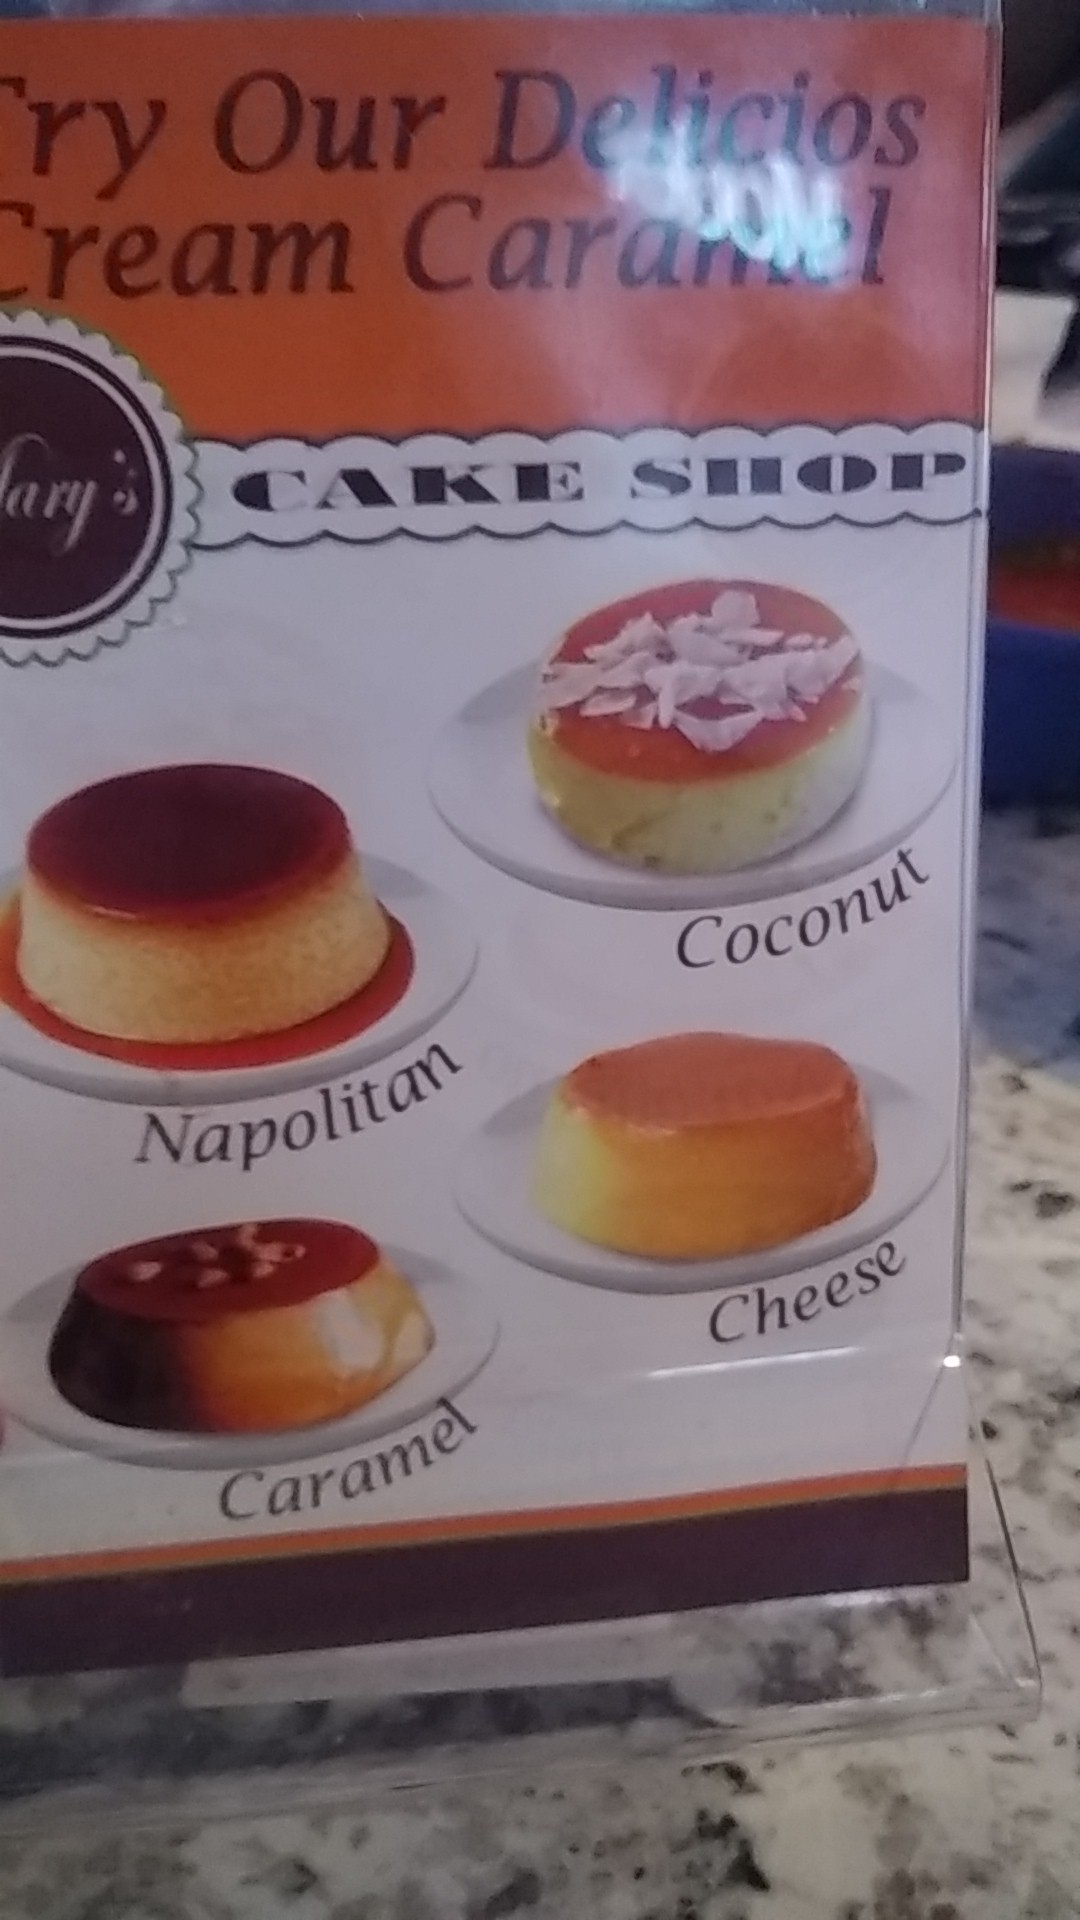 Try Our Delicios
Cream Caramel
CAKE SHOP
Coconut
Napolitan
Cheese
Caramel